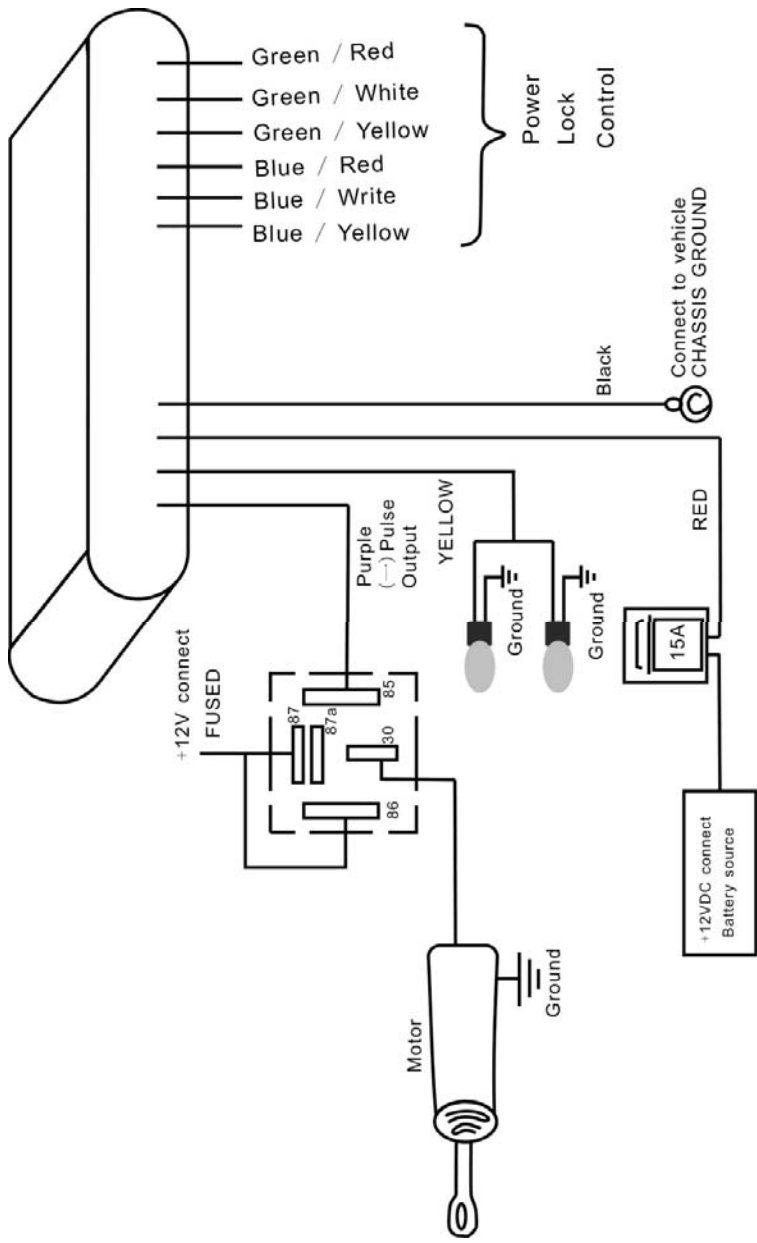 Green / Red
Green / White
Green / Yellow
Blue / Red
Blue / Write
Blue / Yellow
Power
Lock
Control
Black
Connect to vehicle
CHASSIS GROUND
RED
YELLOW
Purple
(—) Pulse
Output
Ground
Ground
15A
+12VDC connect
Battery source
+12V connect
FUSED
87
87a
85
30
86
Motor
Ground